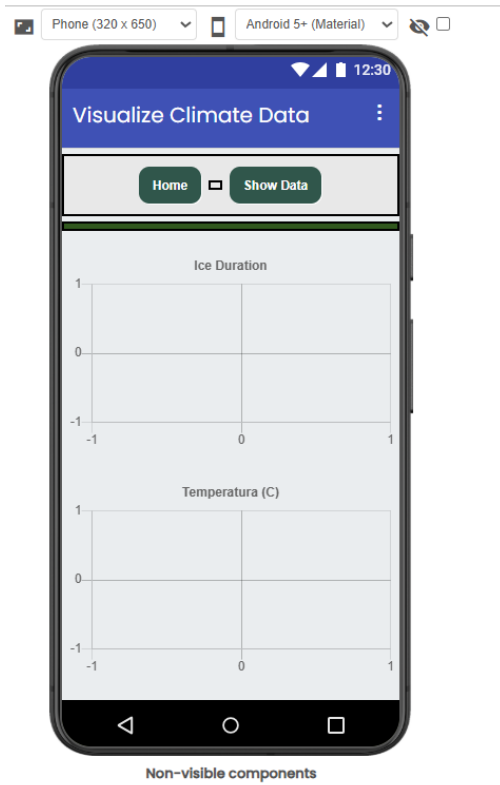 Phone (320 x 650) Android 5+ (Material)
12:30
Visualize Climate Data
Home Show Data
Ice Duration
1
0
-1
-1 0 1
Temperatura (C)
1
0
-1
-1 0 1
Non-visible components